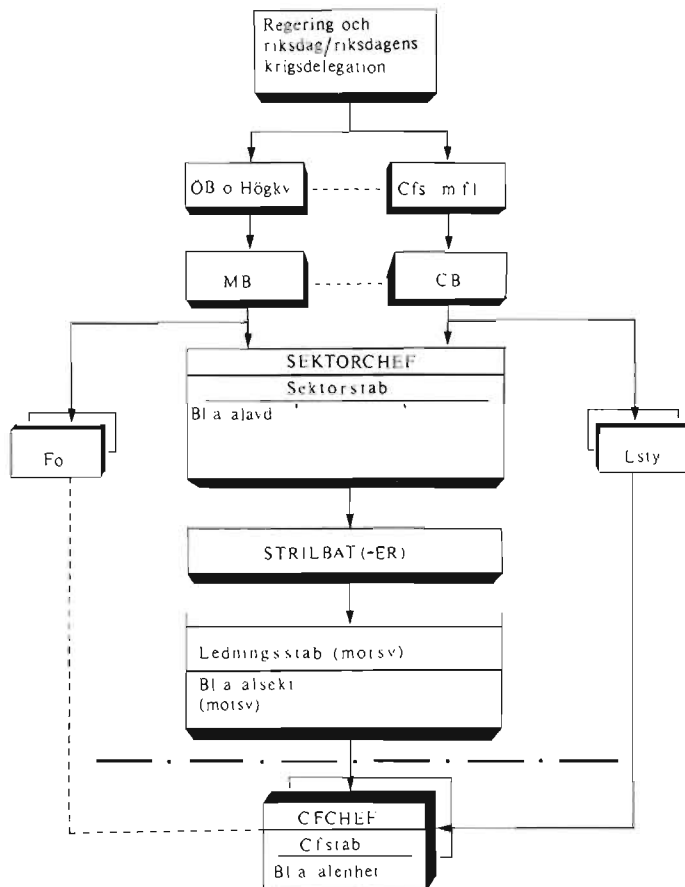 Regering och
riksdag/riksdagens
krigsdelegation
ÖB o Högkv
Cfs m fl
MB
CB
SEKTORCHEF
Sektorstab
Bl a alavd
Fo
Lsty
STRILBAT (-ER)
Ledningsstab (motsv)
Bl a alsekt
(motsv)
CFCHEF
Cfstab
Bl a alenhet